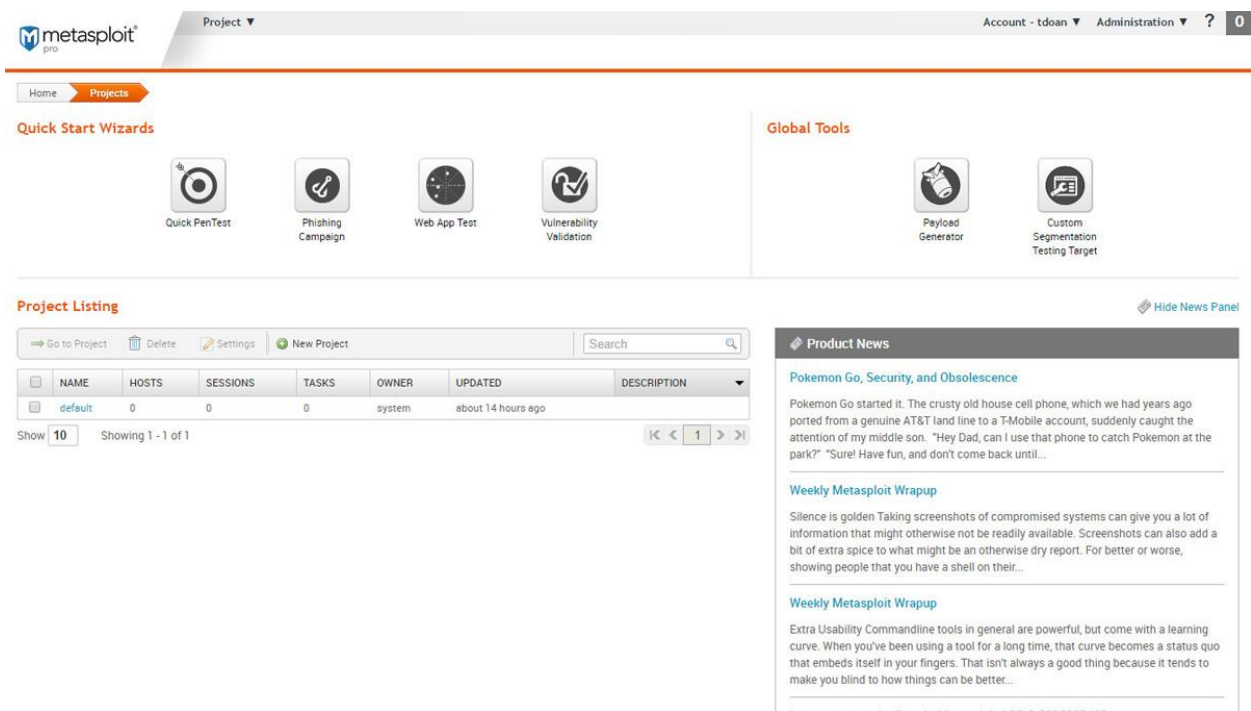 metasploit®
pro
Project ▼
Account - tdoan ▼ Administration ▼ ? 0
Home Projects
Quick Start Wizards
Quick PenTest
Phishing
Campaign
Web App Test
Vulnerability
Validation
Global Tools
Payload
Generator
Custom
Segmentation
Testing Target
Project Listing
Hide News Panel
Go to Project Delete Settings New Project Search
NAME HOSTS SESSIONS TASKS OWNER UPDATED DESCRIPTION
default 0 0 0 system about 14 hours ago
Show 10 Showing 1 - 1 of 1 1
Product News
Pokemon Go, Security, and Obsolescence
Pokemon Go started it. The crusty old house cell phone, which we had years ago
ported from a genuine AT&T land line to a T-Mobile account, suddenly caught the
attention of my middle son. "Hey Dad, can I use that phone to catch Pokemon at the
park?" "Sure! Have fun, and don't come back until...
Weekly Metasploit Wrapup
Silence is golden Taking screenshots of compromised systems can give you a lot of
information that might otherwise not be readily available. Screenshots can also add a
bit of extra spice to what might be an otherwise dry report. For better or worse,
showing people that you have a shell on their...
Weekly Metasploit Wrapup
Extra Usability Commandline tools in general are powerful, but come with a learning
curve. When you've been using a tool for a long time, that curve becomes a status quo
that embeds itself in your fingers. That isn't always a good thing because it tends to
make you blind to how things can be better...